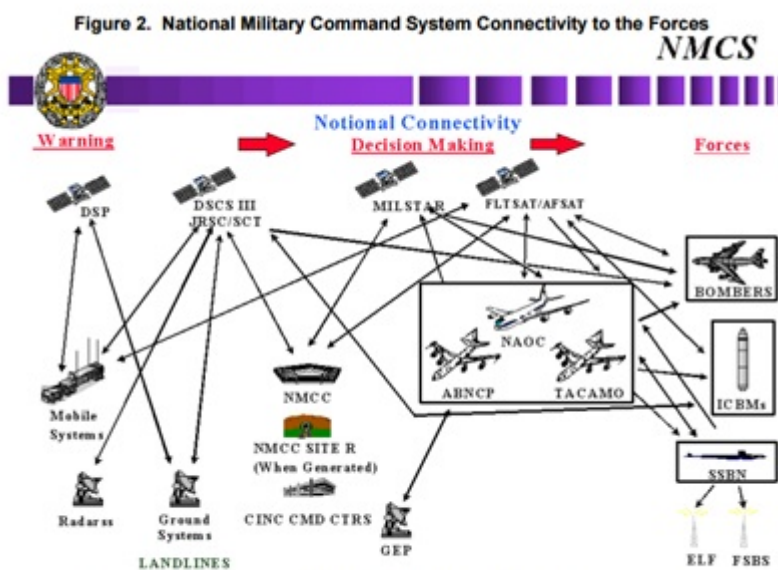 Figure 2. National Military Command System Connectivity to the Forces
NMCS
Notional Connectivity
Warning
Decision Making
Forces
DSP
DSCS III
JRSC/SCT
MILSTAR
FLTSAT/AFSAT
BOMBERS
NAOC
ABNCP
TACAMO
NMCC
ICBMs
Mobile
Systems
NMCC SITE R
(When Generated)
SSBN
Radarss
Ground
Systems
CINC CMD CTRS
GEP
LANDLINES
ELF
FSBS